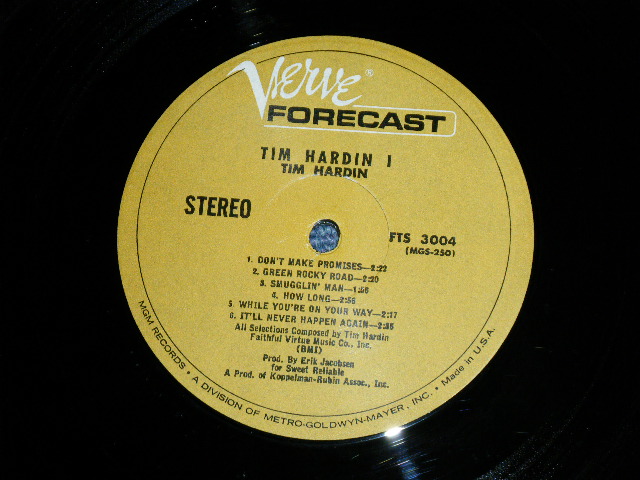 Verve®
FORECAST
TIM HARDIN I
TIM HARDIN
STEREO
FTS 3004
(MGS-250)
1. DON'T MAKE PROMISES—2:22
2. GREEN ROCKY ROAD—2:20
3. SMUGGLIN' MAN—1:56
4. HOW LONG—2:56
5. WHILE YOU'RE ON YOUR WAY—2:17
6. IT'LL NEVER HAPPEN AGAIN—2:35
All Selections Composed by Tim Hardin
Faithful Virtue Music Co., Inc.
(BMI)
Prod. By Erik Jacobsen
for Sweet Reliable
A Prod. of Koppelman-Rubin Assoc., Inc.
MGM RECORDS • A DIVISION OF METRO-GOLDWYN-MAYER, INC. • Made in U.S.A.